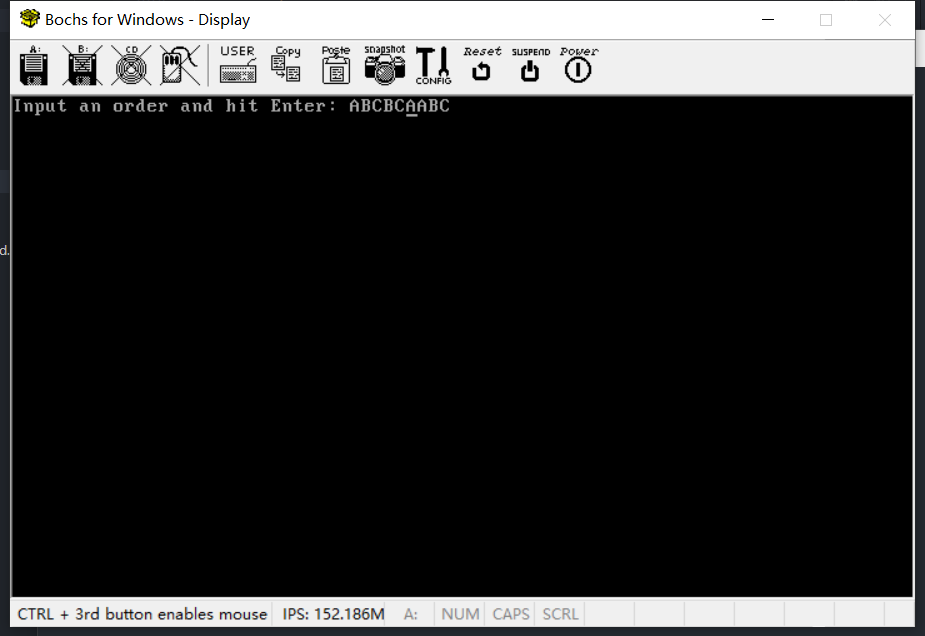 Bochs for Windows - Display
A: B: CD USER Copy Paste snapshot CONFIG Reset SUSPEND Power
Input an order and hit Enter: ABCBCAABC
d.
CTRL + 3rd button enables mouse IPS: 152.186M A: NUM CAPS SCRL